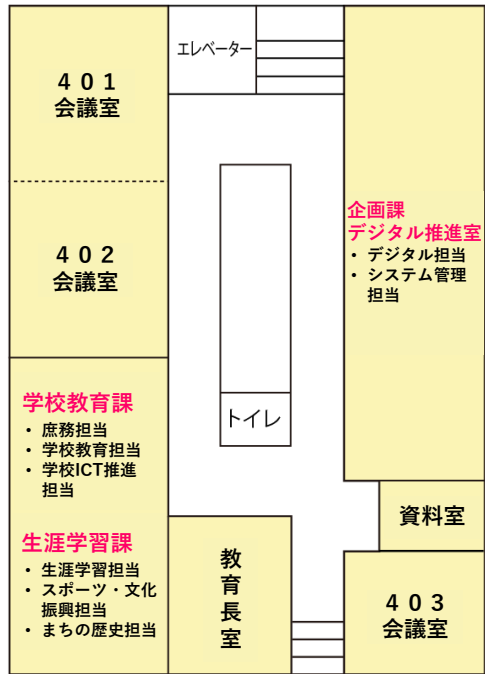 ４０１
会議室
エレベーター
４０２
会議室
企画課
デジタル推進室
・ デジタル担当
・ システム管理
担当
学校教育課
・ 庶務担当
・ 学校教育担当
・ 学校ICT推進
担当
生涯学習課
・ 生涯学習担当
・ スポーツ・文化
振興担当
・ まちの歴史担当
トイレ
教育長室
資料室
４０３
会議室